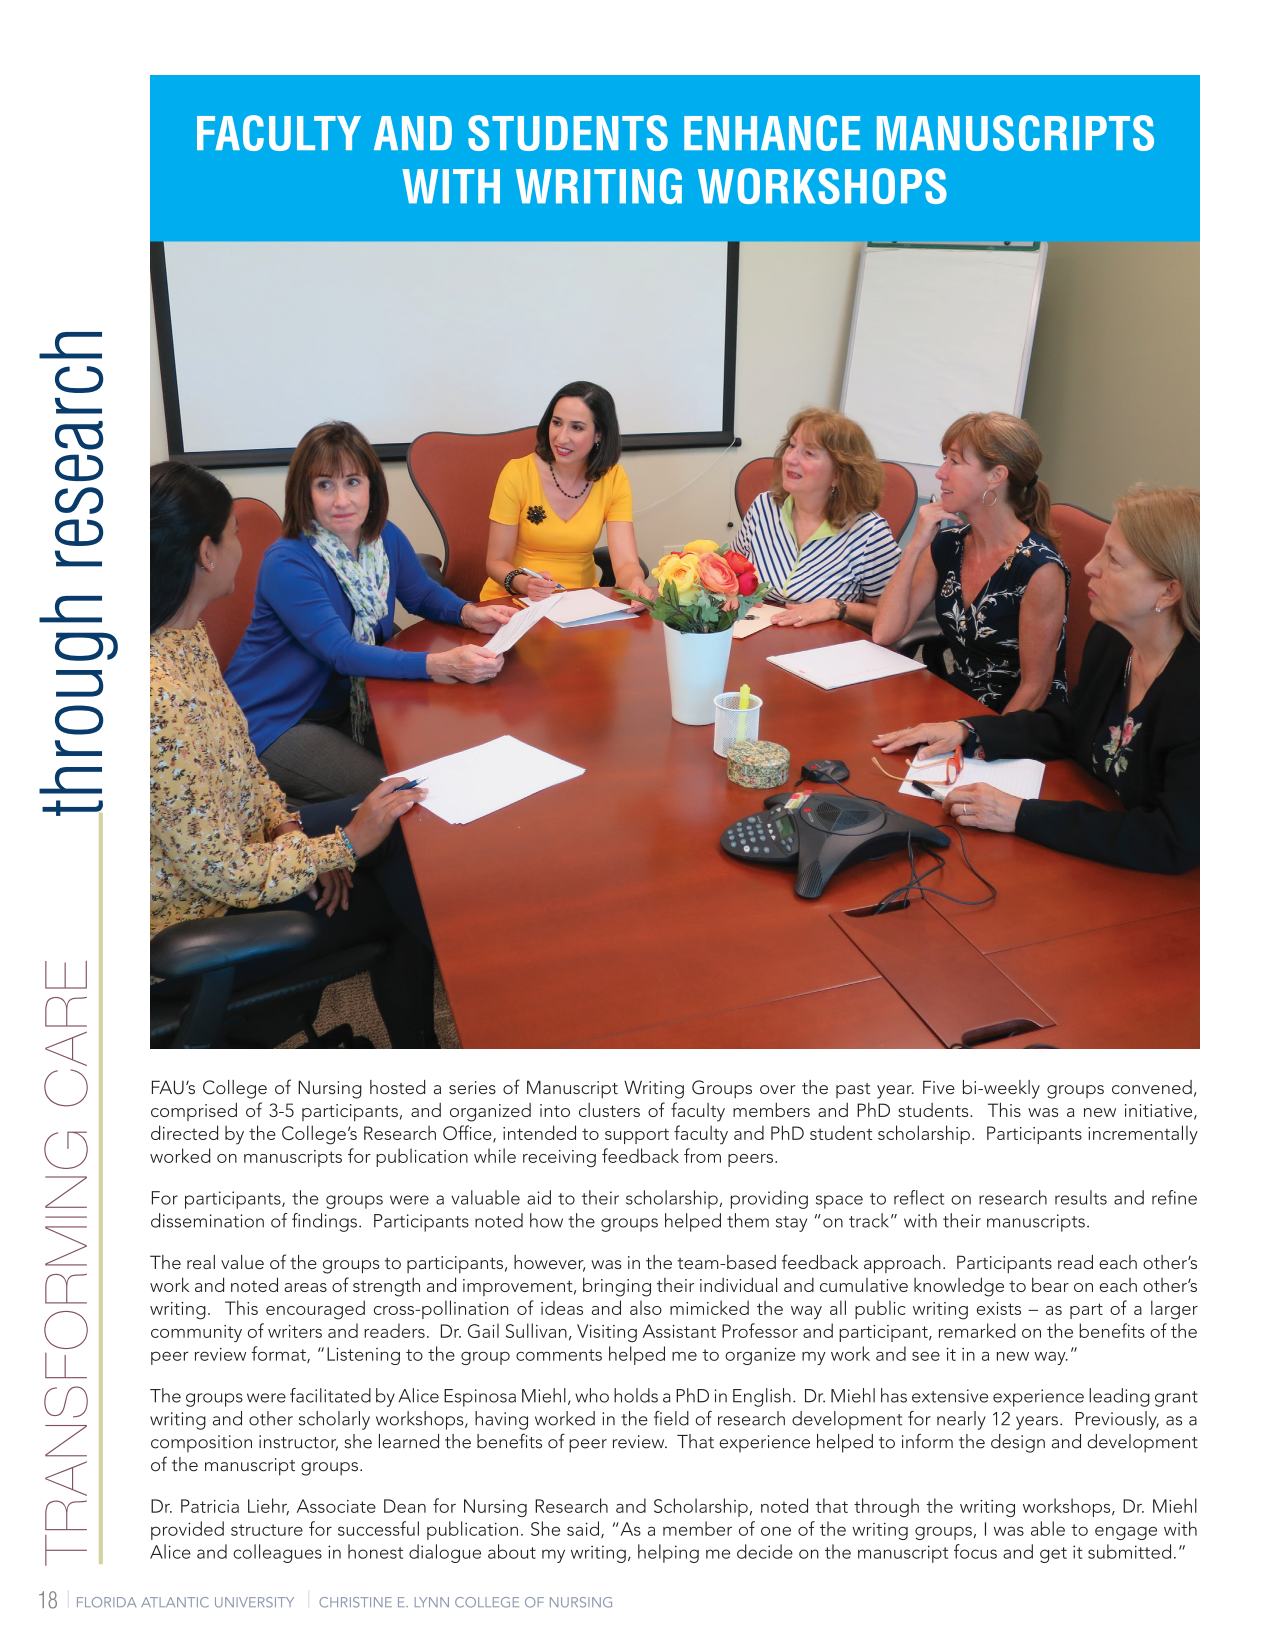 FACULTY AND STUDENTS ENHANCE MANUSCRIPTS
WITH WRITING WORKSHOPS
TRANSFORMING CARE through research
FAU’s College of Nursing hosted a series of Manuscript Writing Groups over the past year. Five bi-weekly groups convened,
comprised of 3-5 participants, and organized into clusters of faculty members and PhD students.  This was a new initiative,
directed by the College’s Research Office, intended to support faculty and PhD student scholarship.  Participants incrementally
worked on manuscripts for publication while receiving feedback from peers.
For participants, the groups were a valuable aid to their scholarship, providing space to reflect on research results and refine
dissemination of findings.  Participants noted how the groups helped them stay “on track” with their manuscripts.
The real value of the groups to participants, however, was in the team-based feedback approach.  Participants read each other’s
work and noted areas of strength and improvement, bringing their individual and cumulative knowledge to bear on each other’s
writing.  This encouraged cross-pollination of ideas and also mimicked the way all public writing exists – as part of a larger
community of writers and readers.  Dr. Gail Sullivan, Visiting Assistant Professor and participant, remarked on the benefits of the
peer review format, “Listening to the group comments helped me to organize my work and see it in a new way.”
The groups were facilitated by Alice Espinosa Miehl, who holds a PhD in English.  Dr. Miehl has extensive experience leading grant
writing and other scholarly workshops, having worked in the field of research development for nearly 12 years.  Previously, as a
composition instructor, she learned the benefits of peer review.  That experience helped to inform the design and development
of the manuscript groups.
Dr. Patricia Liehr, Associate Dean for Nursing Research and Scholarship, noted that through the writing workshops, Dr. Miehl
provided structure for successful publication. She said, “As a member of one of the writing groups, I was able to engage with
Alice and colleagues in honest dialogue about my writing, helping me decide on the manuscript focus and get it submitted.”
18 | FLORIDA ATLANTIC UNIVERSITY | CHRISTINE E. LYNN COLLEGE OF NURSING